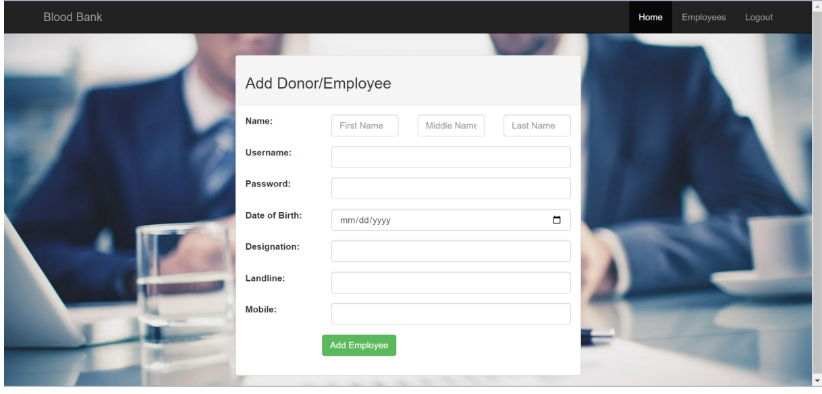 Blood Bank Home Employees Logout
Add Donor/Employee
Name: First Name Middle Name Last Name
Username:
Password:
Date of Birth: mm/dd/yyyy
Designation:
Landline:
Mobile:
Add Employee